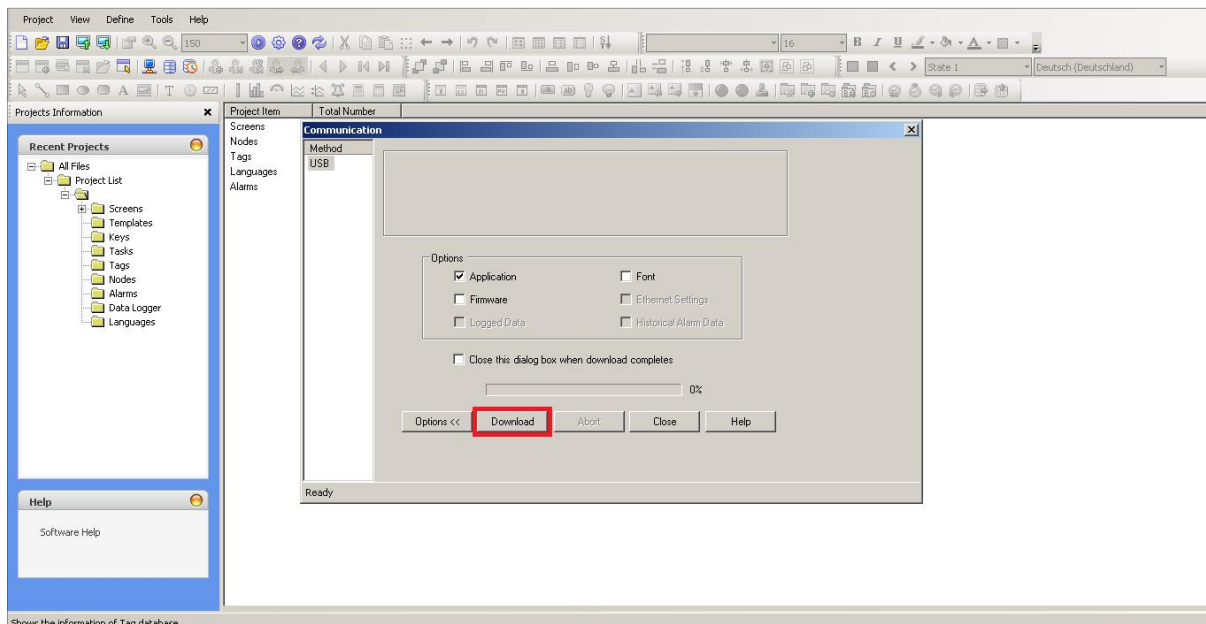 Project View Define Tools Help
150 16 B I U A
State 1 Deutsch (Deutschland)
A T
Projects Information
Project Item Total Number
Recent Projects
All Files
Project List
Screens
Templates
Keys
Tasks
Tags
Nodes
Alarms
Data Logger
Languages
Screens
Nodes
Tags
Languages
Alarms
Communication
Method
USB
Options
Application Font
Firmware Ethernet Settings
Logged Data Historical Alarm Data
Close this dialog box when download completes
0%
Options << Download Abort Close Help
Ready
Help
Software Help
Shows the information of Tag database